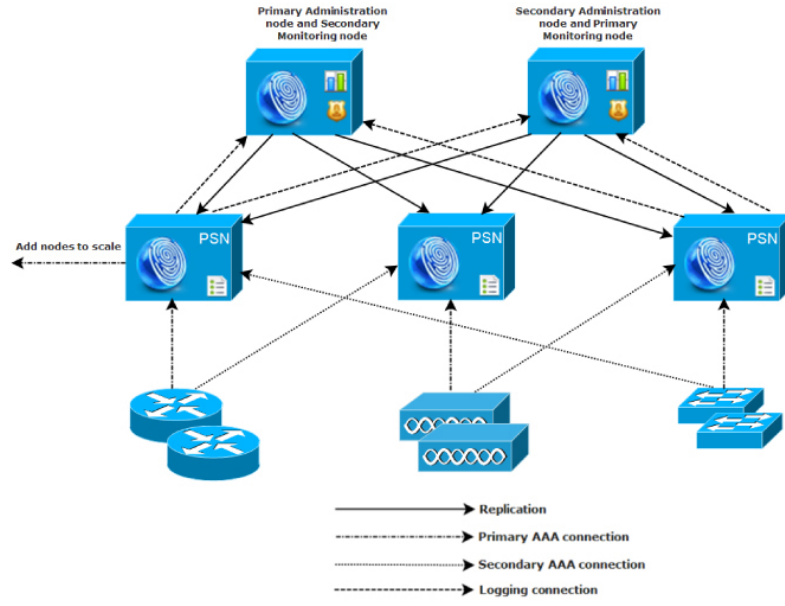 Primary Administration
node and Secondary
Monitoring node
Secondary Administration
node and Primary
Monitoring node
PSN
PSN
PSN
Add nodes to scale
Replication
Primary AAA connection
Secondary AAA connection
Logging connection